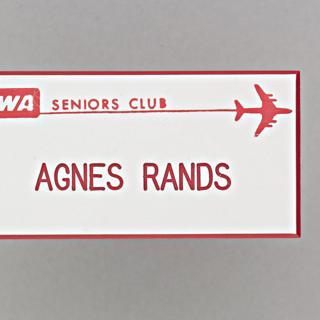 WA SENIORS CLUB
AGNES RANDS